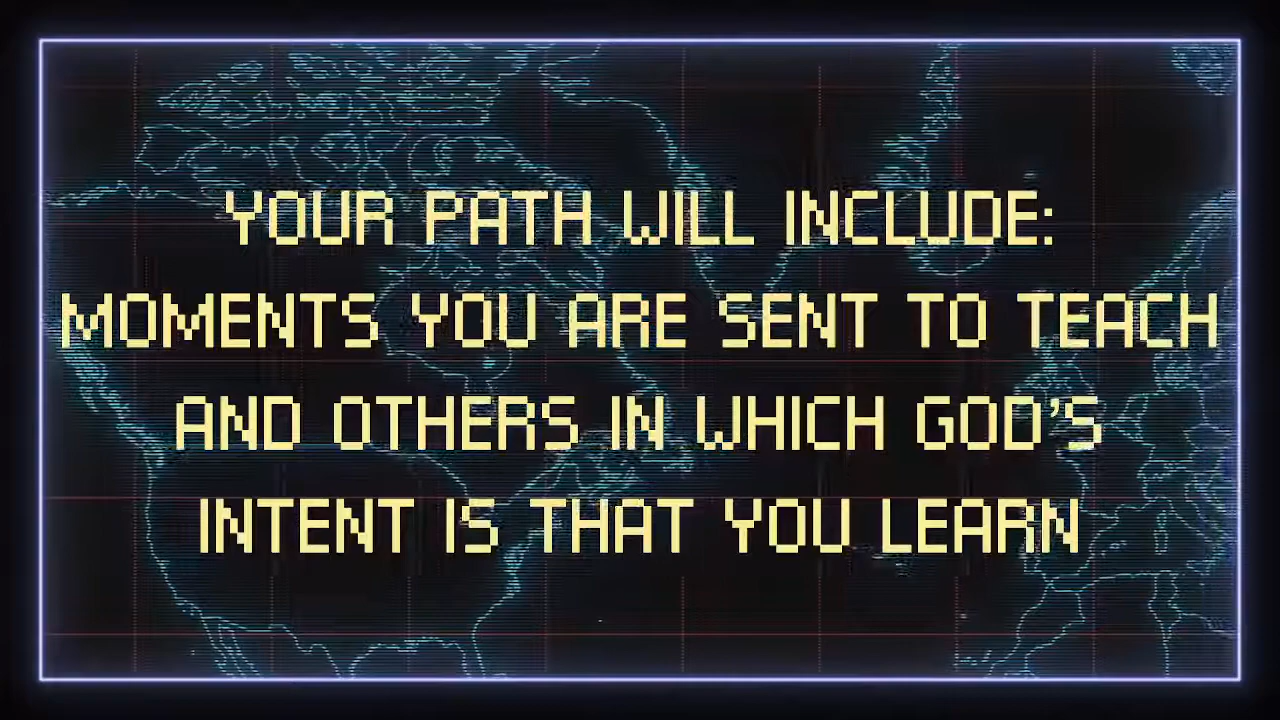 YOUR PATH WILL INCLUDE:
MOMENTS YOU ARE SENT TO TEACH
AND OTHERS IN WHICH GOD'S
INTENT IS THAT YOU LEARN